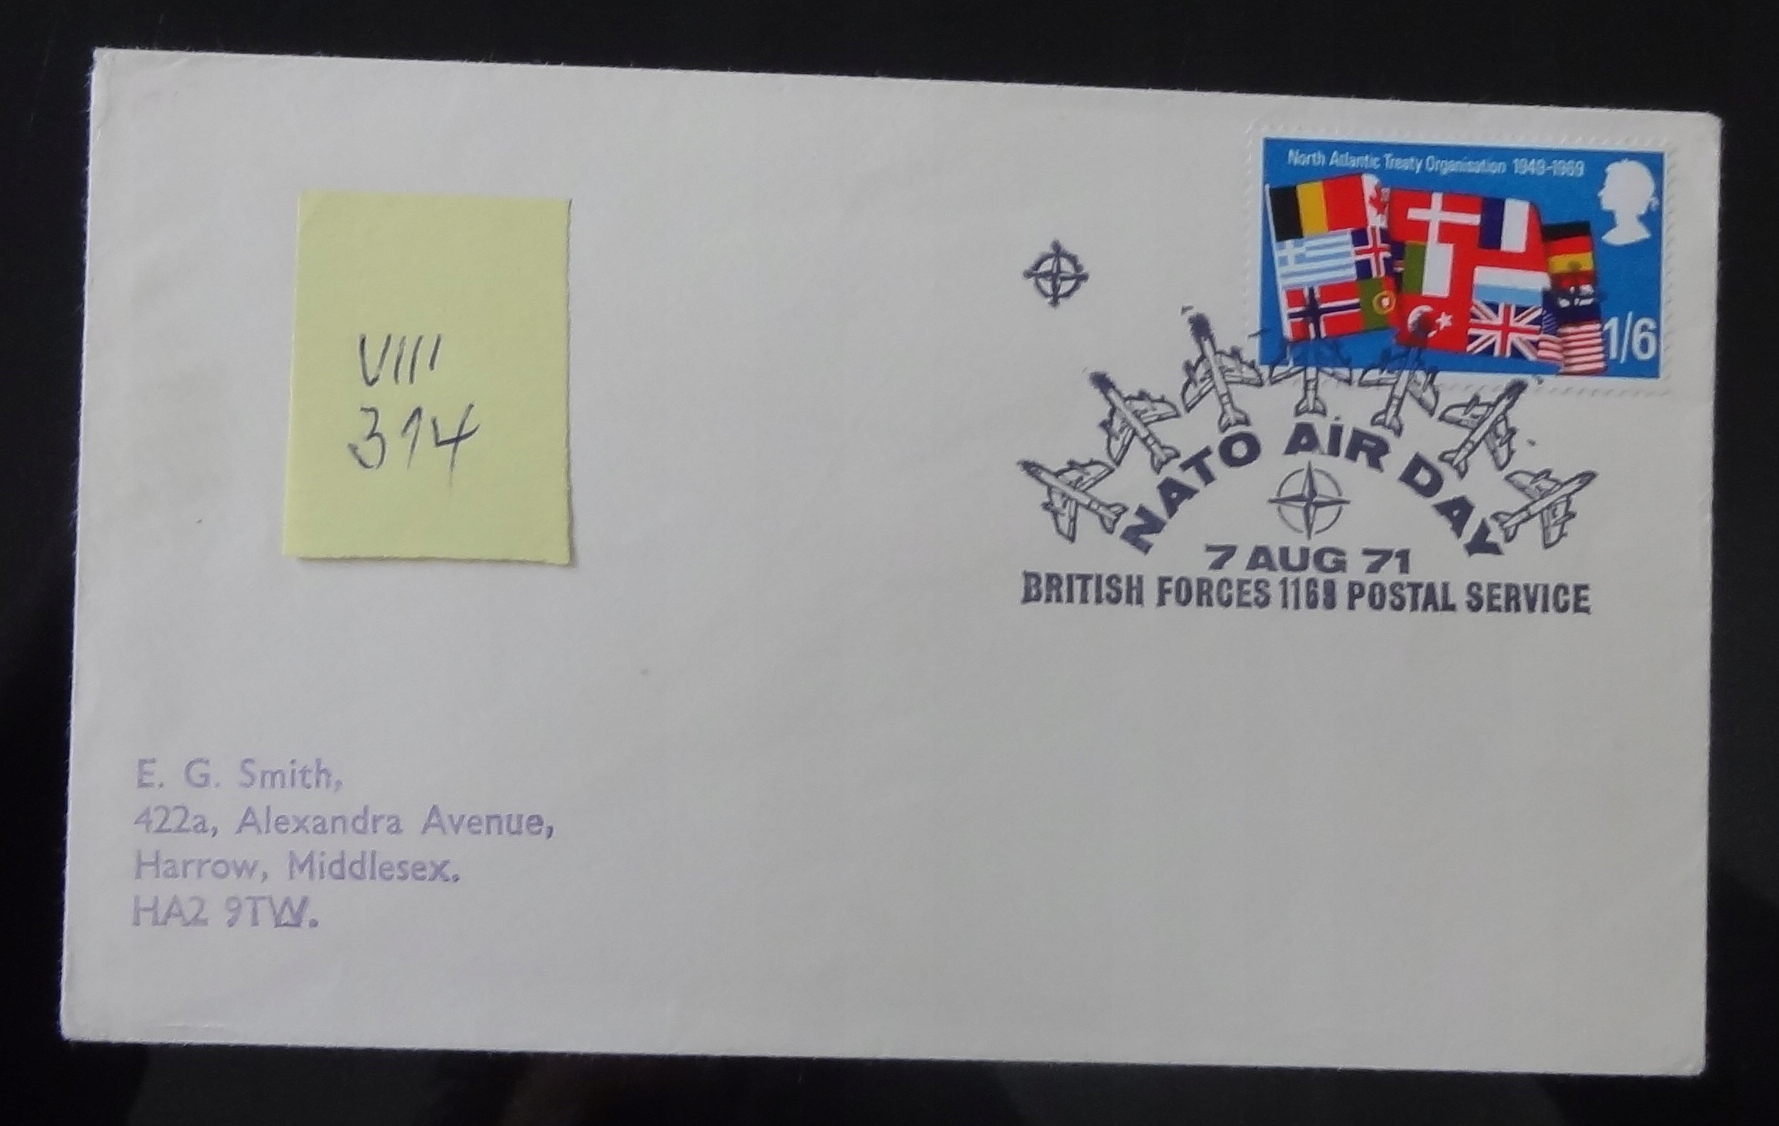 North Atlantic Treaty Organisation 1949-1969
1/6
VIII
314
NATO AIR DAY
7 AUG 71
BRITISH FORCES 1168 POSTAL SERVICE
E. G. Smith,
422a, Alexandra Avenue,
Harrow, Middlesex.
HA2 9TW.